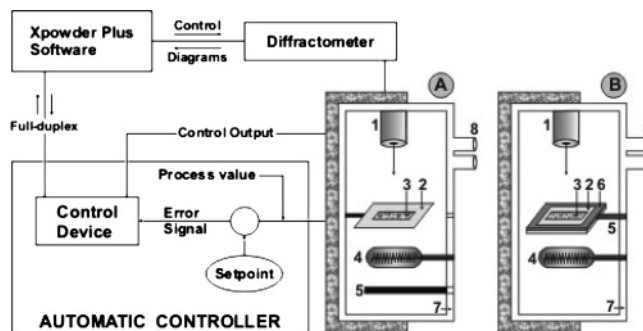 Xpowder Plus
Software
Control
Diagrams
Diffractometer
Full-duplex
Control Output
Process value
Control
Device
Error
Signal
Setpoint
AUTOMATIC CONTROLLER
A
1
8
3 2
4
5
7
B
1
3 2 6
5
4
7